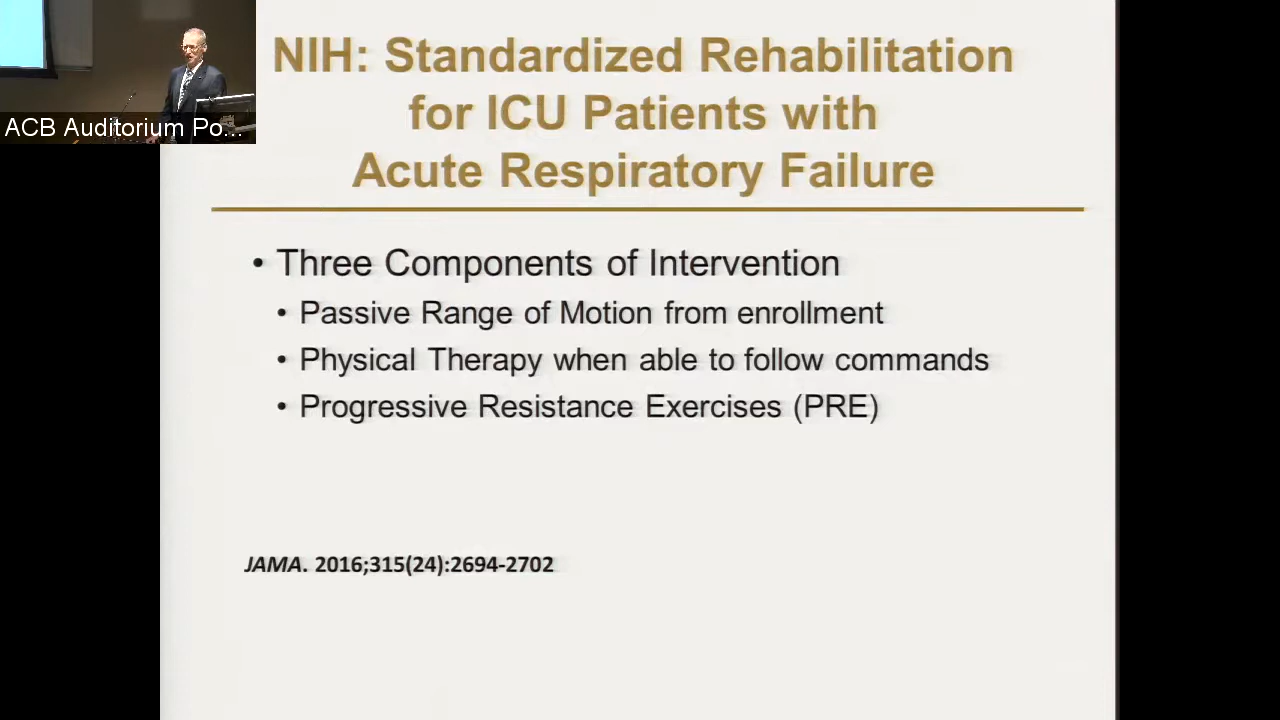 ACB Auditorium Po...
NIH: Standardized Rehabilitation
for ICU Patients with
Acute Respiratory Failure
• Three Components of Intervention
• Passive Range of Motion from enrollment
• Physical Therapy when able to follow commands
• Progressive Resistance Exercises (PRE)
JAMA. 2016;315(24):2694-2702